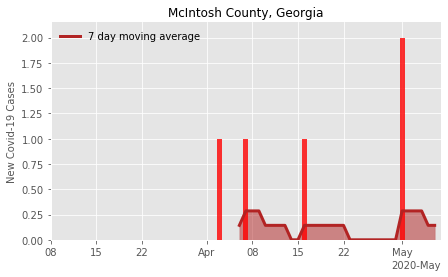 McIntosh County, Georgia
7 day moving average
New Covid-19 Cases
2.00
1.75
1.50
1.25
1.00
0.75
0.50
0.25
0.00
08 15 22 Apr 08 15 22 May
2020-May